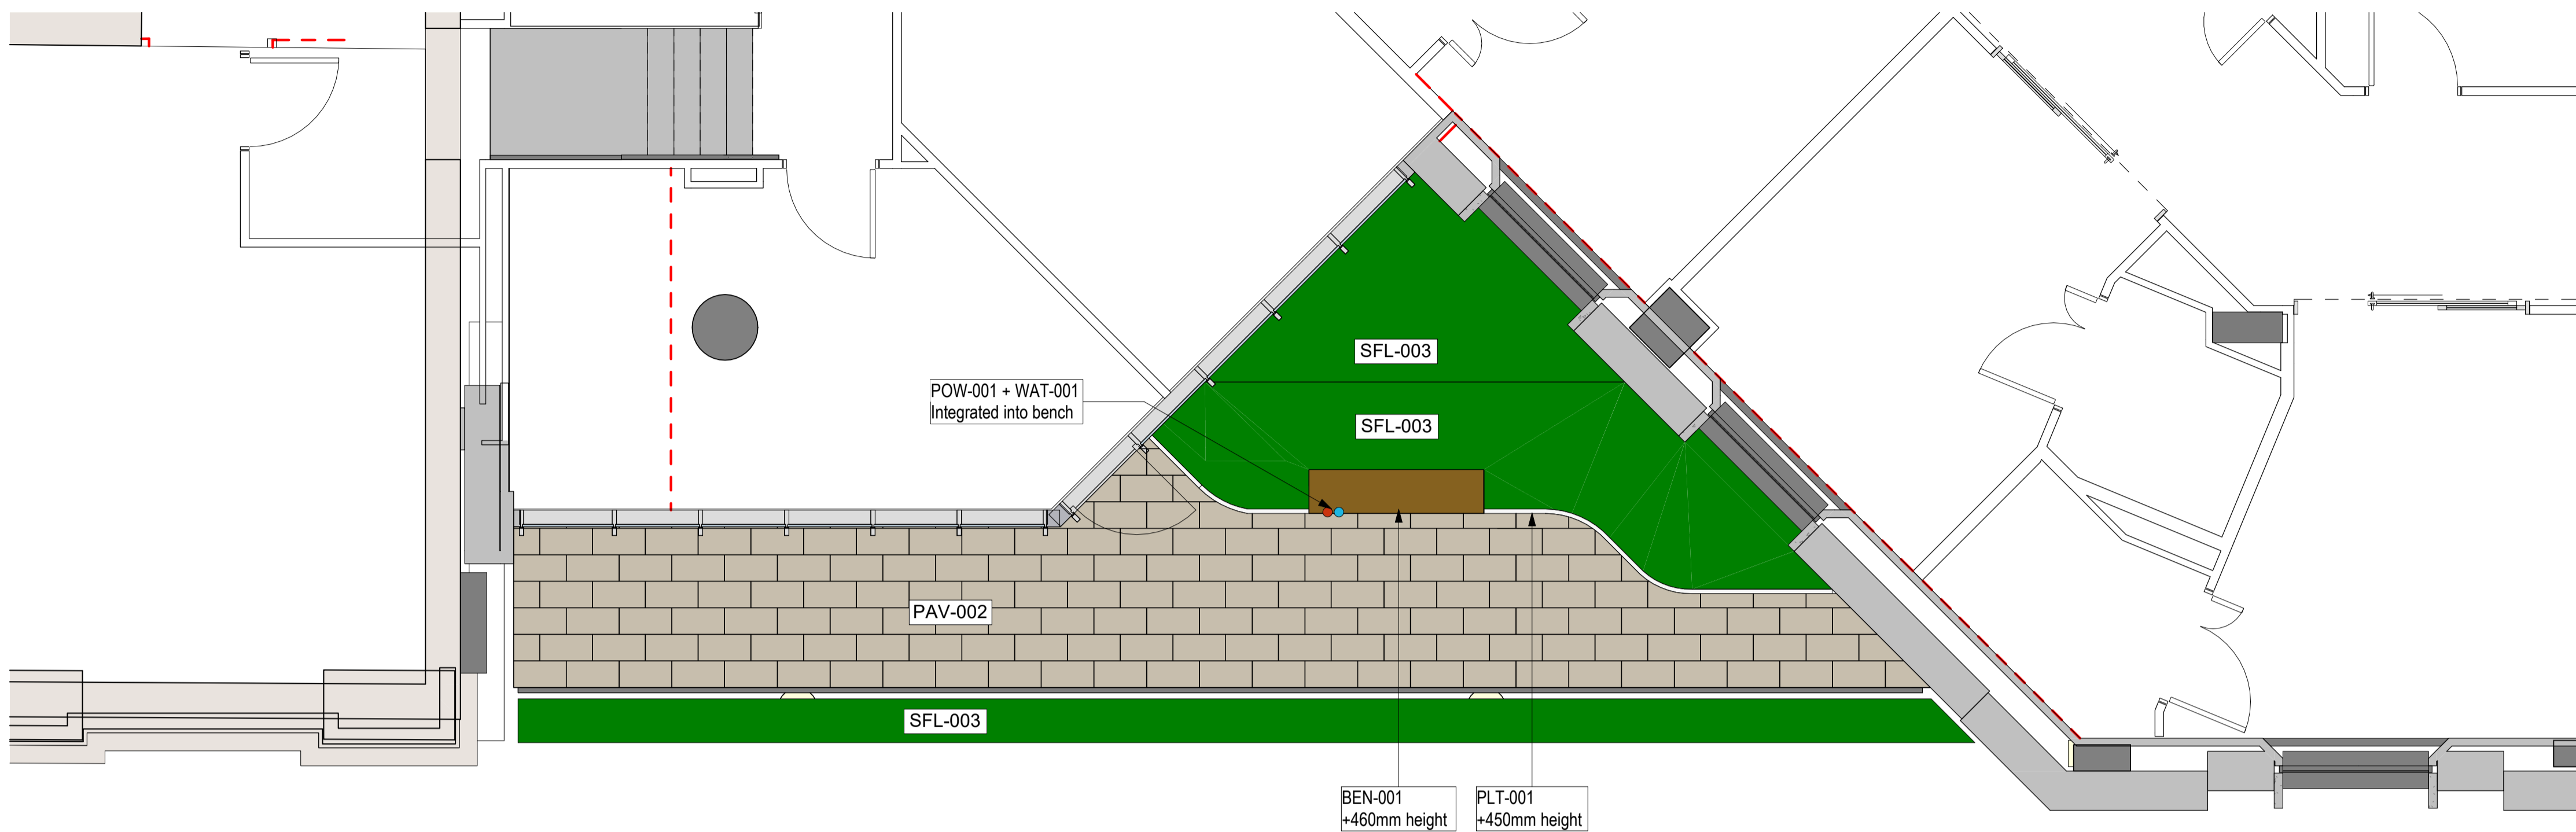 SFL-003
POW-001 + WAT-001
Integrated into bench
SFL-003
PAV-002
SFL-003
BEN-001
+460mm height
PLT-001
+450mm height